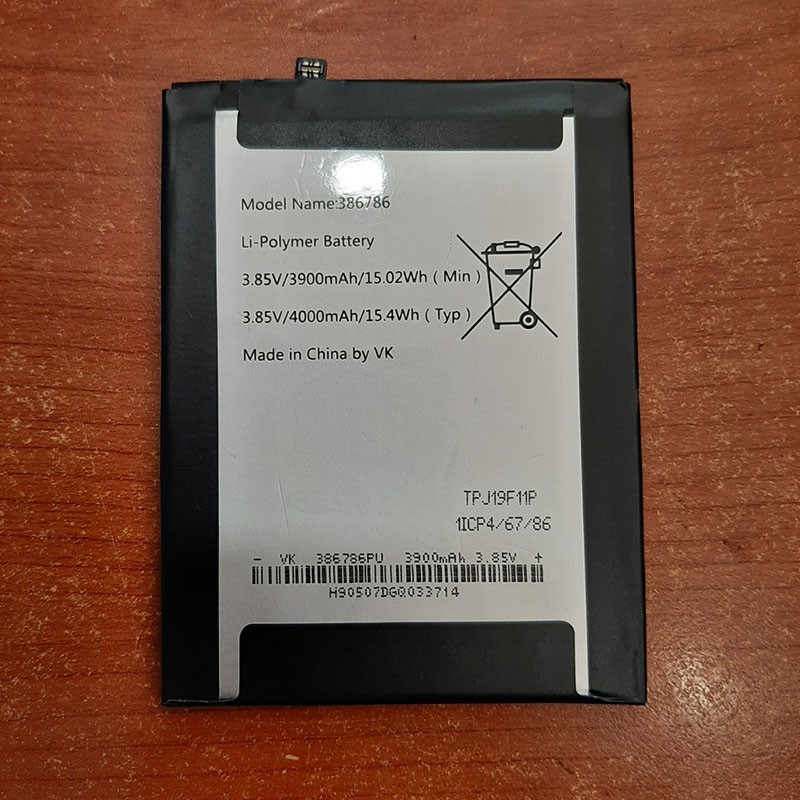 Model Name:386786
Li-Polymer Battery
3.85V/3900mAh/15.02Wh ( Min )
3.85V/4000mAh/15.4Wh ( Typ )
Made in China by VK
TPJ19F11P
1ICP4/67/86
- VK 386786PU 3900mAh 3.85V +
H90507DGQ033714